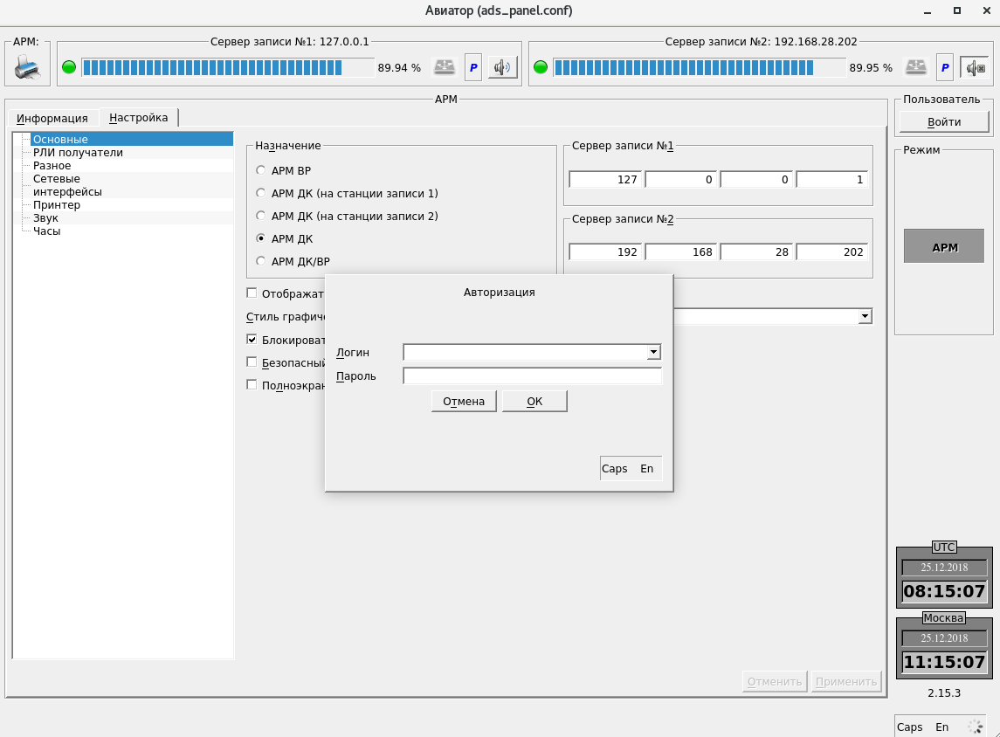 Авиатор (ads_panel.conf)
АРМ:
Сервер записи №1: 127.0.0.1
89.94 %
P
Сервер записи №2: 192.168.28.202
89.95 %
P
АРМ
Информация
Настройка
Основные
РЛИ получатели
Разное
Сетевые
интерфейсы
Принтер
Звук
Часы
Назначение
АРМ ВР
АРМ ДК (на станции записи 1)
АРМ ДК (на станции записи 2)
АРМ ДК
АРМ ДК/ВР
Сервер записи №1
127 0 0 1
Сервер записи №2
192 168 28 202
Отображат
Стиль графиче
Блокироват
Безопасный
Полноэкран
Авторизация
Логин
Пароль
Отмена
ОК
Caps En
Отменить
Применить
Пользователь
Войти
Режим
АРМ
UTC
25.12.2018
08:15:07
Москва
25.12.2018
11:15:07
2.15.3
Caps En